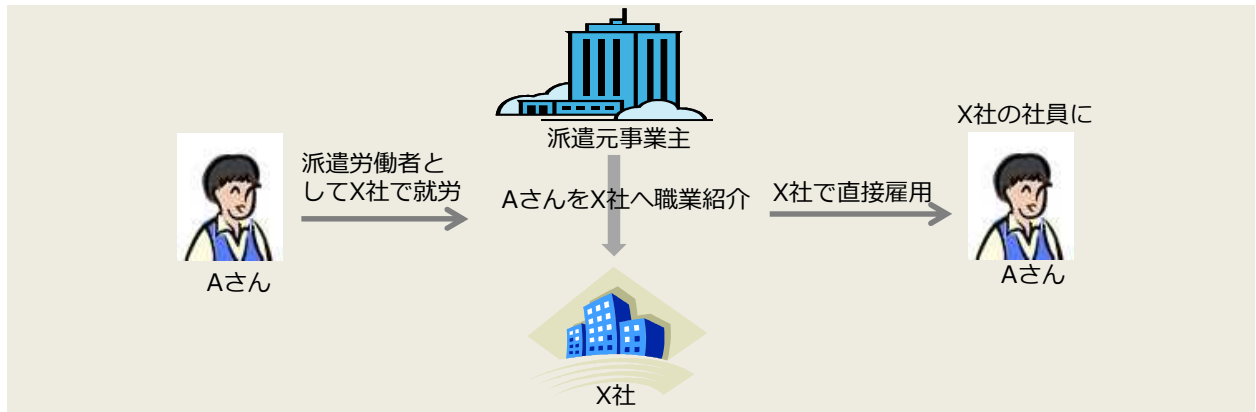 派遣元事業主
X社の社員に
派遣労働者と
してX社で就労
AさんをX社へ職業紹介
X社で直接雇用
Aさん
Aさん
X社